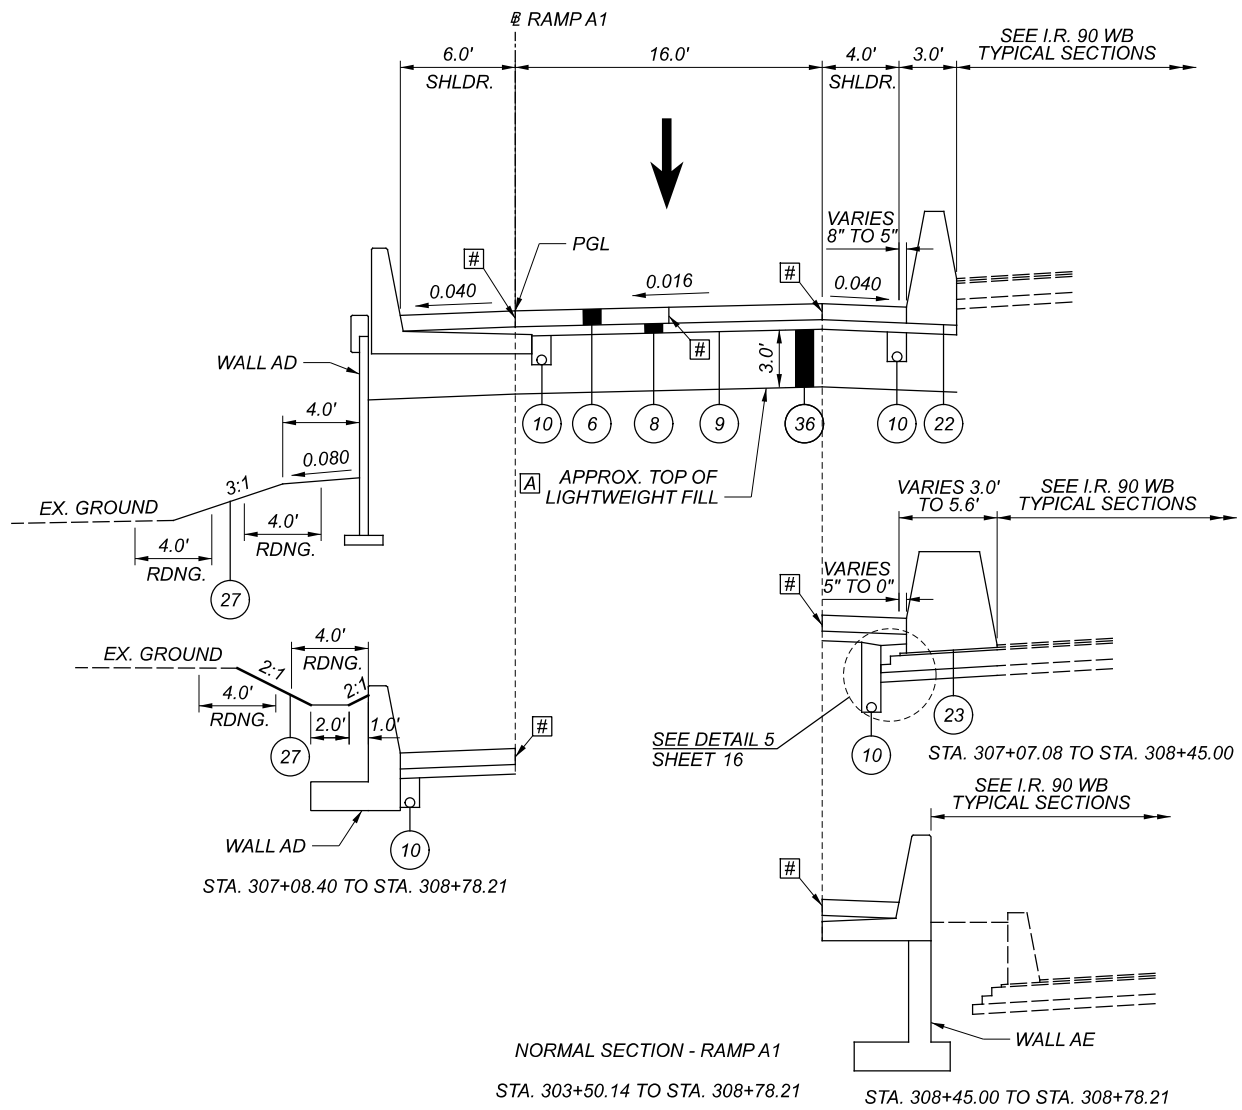 ℄ RAMP A1
SEE I.R. 90 WB
TYPICAL SECTIONS
6.0'
16.0'
4.0'
3.0'
SHLDR.
SHLDR.
VARIES
8" TO 5"
PGL
#
#
0.040
0.016
0.040
#
WALL AD
3.0'
10
6
8
9
36
10
22
4.0'
0.080
3:1
A
APPROX. TOP OF
LIGHTWEIGHT FILL
EX. GROUND
4.0'
RDNG.
4.0'
RDNG.
27
VARIES 3.0'
TO 5.6'
SEE I.R. 90 WB
TYPICAL SECTIONS
VARIES
5" TO 0"
#
23
10
SEE DETAIL 5
SHEET 16
STA. 307+07.08 TO STA. 308+45.00
4.0'
RDNG.
EX. GROUND
2:1
2:1
4.0'
RDNG.
2.0'
1.0'
#
27
WALL AD
10
STA. 307+08.40 TO STA. 308+78.21
SEE I.R. 90 WB
TYPICAL SECTIONS
#
WALL AE
NORMAL SECTION - RAMP A1
STA. 303+50.14 TO STA. 308+78.21
STA. 308+45.00 TO STA. 308+78.21